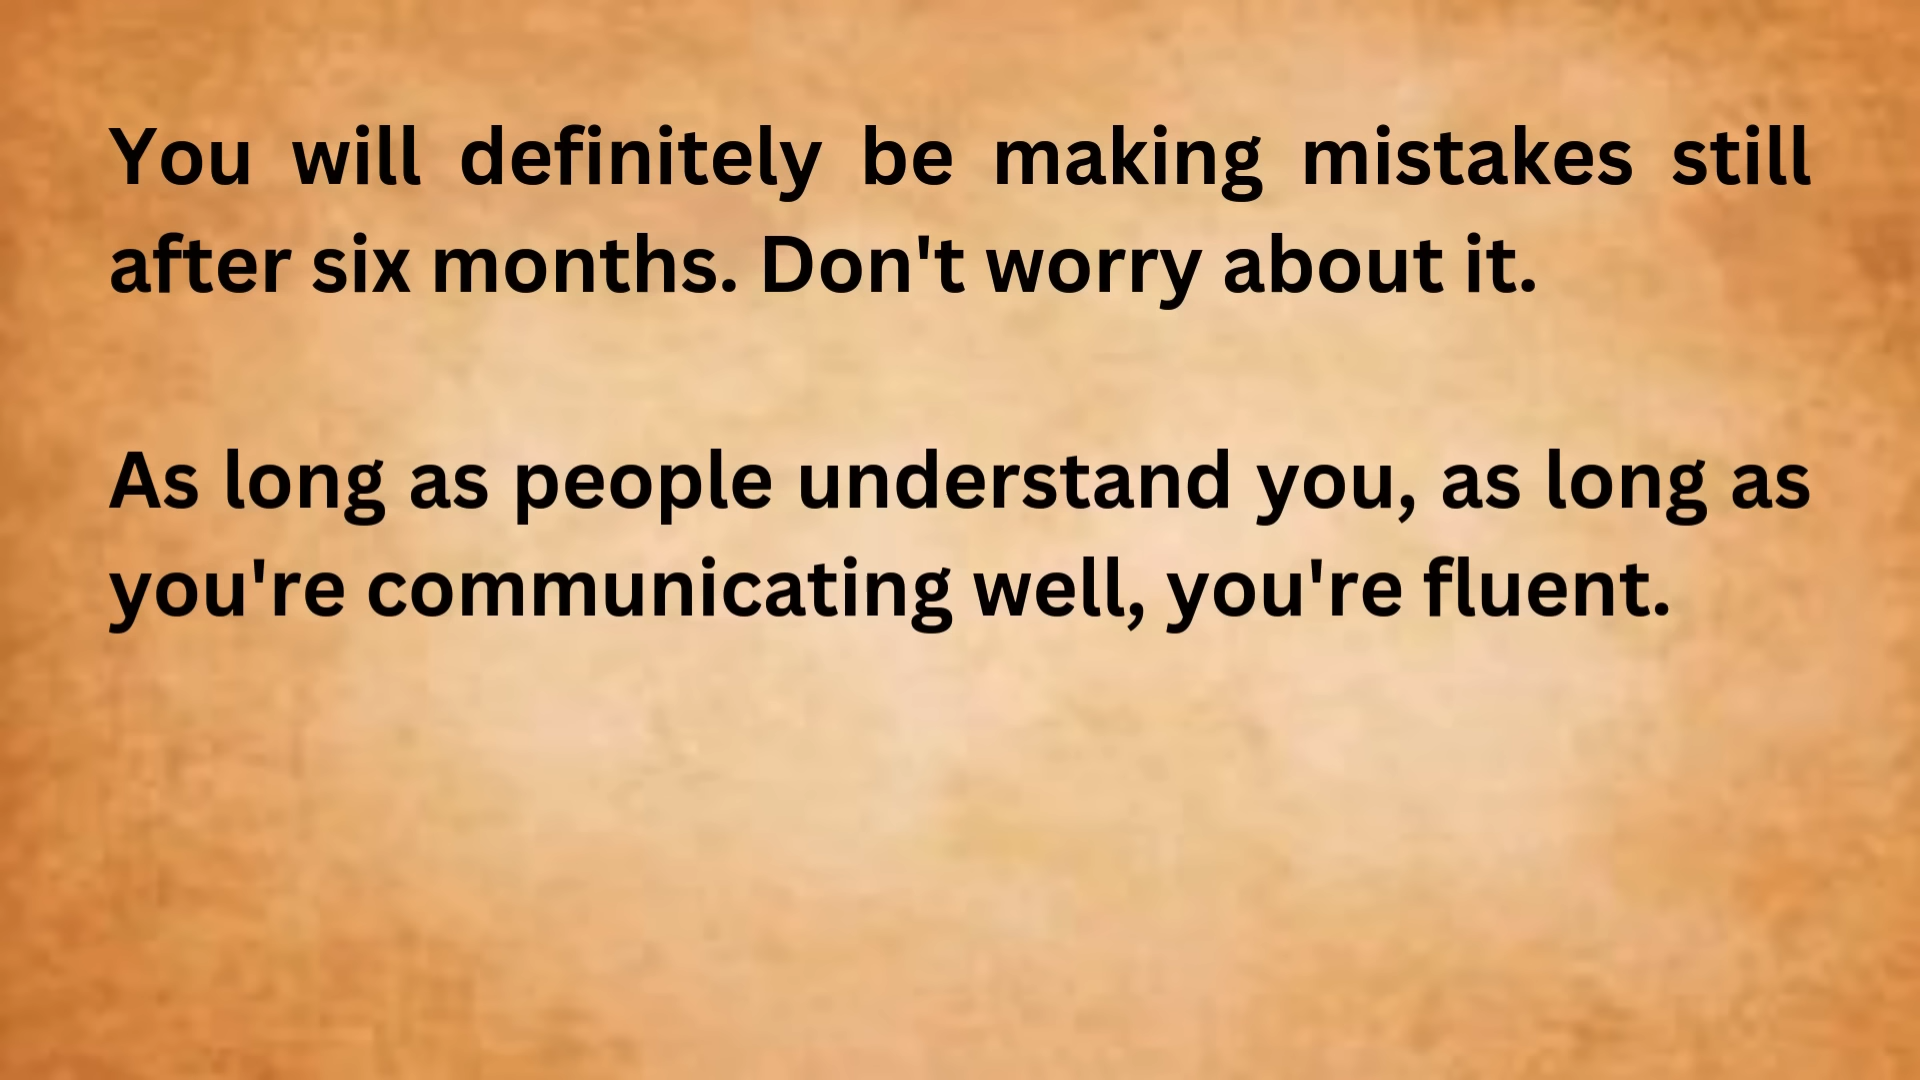 You will definitely be making mistakes still
after six months. Don't worry about it.
As long as people understand you, as long as
you're communicating well, you're fluent.